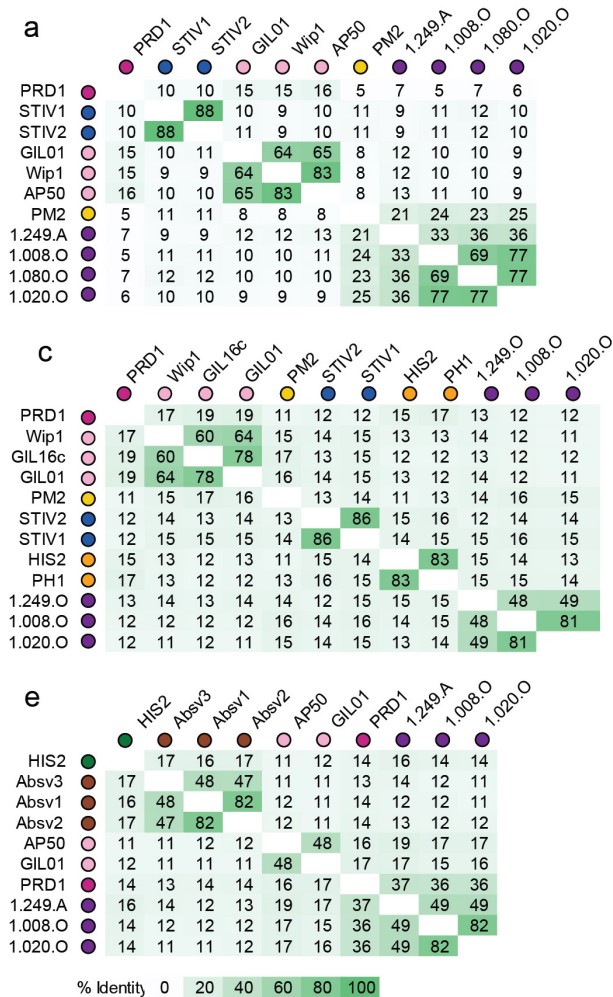 a
PRD1 STIV1 STIV2 GIL01 Wip1 AP50 PM2 1.249.A 1.008.O 1.080.O 1.020.O
PRD1 10 10 15 15 16 5 7 5 7 6
STIV1 10 88 10 9 10 11 9 11 12 10
STIV2 10 88 11 9 10 11 9 11 12 10
GIL01 15 10 11 64 65 8 12 10 10 9
Wip1 15 9 9 64 83 8 12 10 10 9
AP50 16 10 10 65 83 8 13 11 10 9
PM2 5 11 11 8 8 8 21 24 23 25
1.249.A 7 9 9 12 12 13 21 33 36 36
1.008.O 5 11 11 10 10 11 24 33 69 77
1.080.O 7 12 12 10 10 10 23 36 69 77
1.020.O 6 10 10 9 9 9 25 36 77 77
c
PRD1 Wip1 GIL16c GIL01 PM2 STIV2 STIV1 HIS2 PH1 1.249.O 1.008.O 1.020.O
PRD1 17 19 19 11 12 12 15 17 13 12 12
Wip1 17 60 64 15 14 15 13 13 14 12 11
GIL16c 19 60 78 17 13 15 12 12 13 12 12
GIL01 19 64 78 16 14 15 13 12 14 12 11
PM2 11 15 17 16 13 14 11 13 14 16 15
STIV2 12 14 13 14 13 86 15 16 12 14 14
STIV1 12 15 15 15 14 86 14 15 15 16 15
HIS2 15 13 12 13 11 15 14 83 15 14 13
PH1 17 13 12 12 13 16 15 83 15 15 14
1.249.O 13 14 13 14 14 12 15 15 15 48 49
1.008.O 12 12 12 12 16 14 16 14 15 48 81
1.020.O 12 11 12 11 15 14 15 13 14 49 81
e
HIS2 Absv3 Absv1 Absv2 AP50 GIL01 PRD1 1.249.A 1.008.O 1.020.O
HIS2 17 16 17 11 12 14 16 14 14
Absv3 17 48 47 11 11 13 14 12 11
Absv1 16 48 82 12 11 14 12 12 11
Absv2 17 47 82 12 11 14 13 12 12
AP50 11 11 12 12 48 16 19 17 17
GIL01 12 11 11 11 48 17 17 15 16
PRD1 14 13 14 14 16 17 37 36 36
1.249.A 16 14 12 13 19 17 37 49 49
1.008.O 14 12 12 12 17 15 36 49 82
1.020.O 14 11 11 12 17 16 36 49 82
% Identity 0 20 40 60 80 100